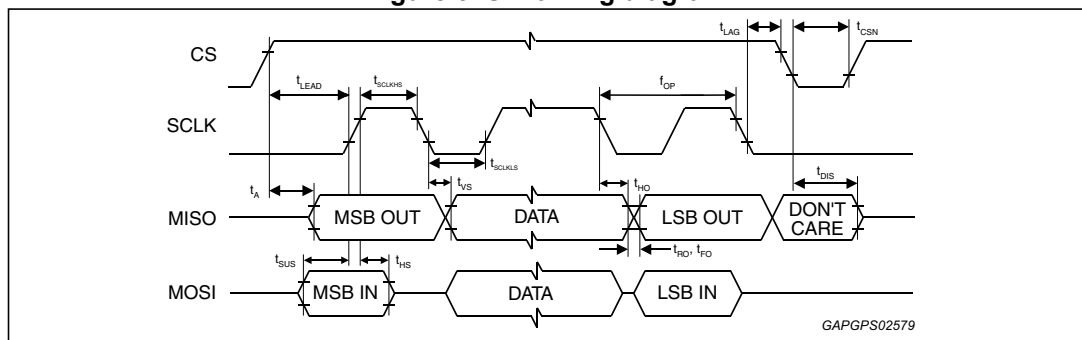 CS
t_LAG
t_CSN
t_LEAD
t_SCLKHS
f_OP
SCLK
t_SCLKLS
t_A
t_VS
t_HO
t_DIS
MISO
MSB OUT
DATA
LSB OUT
DON'T
CARE
t_SUS
t_HS
t_RO, t_FO
MOSI
MSB IN
DATA
LSB IN
GAPGPS02579